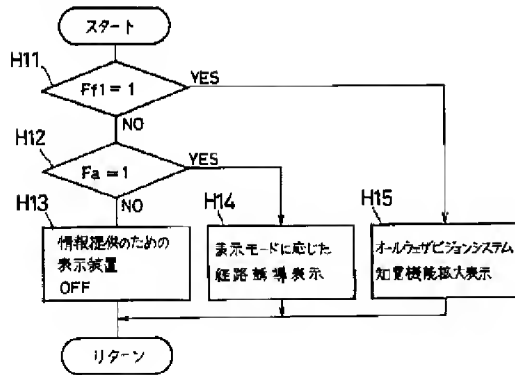 スタート
H11
Ff1=1
YES
NO
H12
Fa=1
YES
NO
H13
情報提供のための
表示装置
OFF
H14
表示モードに応じた
経路誘導表示
H15
オールウェザビジョンシステム
知覚機能拡大表示
リターン